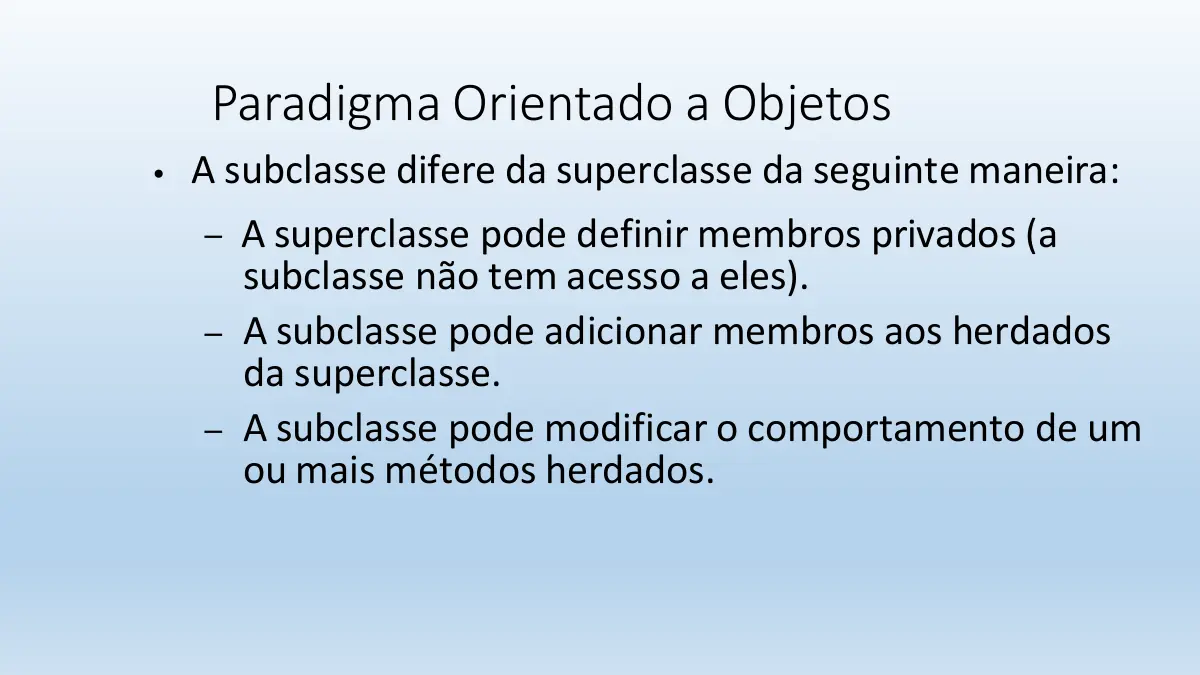 Paradigma Orientado a Objetos
• A subclasse difere da superclasse da seguinte maneira:
– A superclasse pode definir membros privados (a
subclasse não tem acesso a eles).
– A subclasse pode adicionar membros aos herdados
da superclasse.
– A subclasse pode modificar o comportamento de um
ou mais métodos herdados.